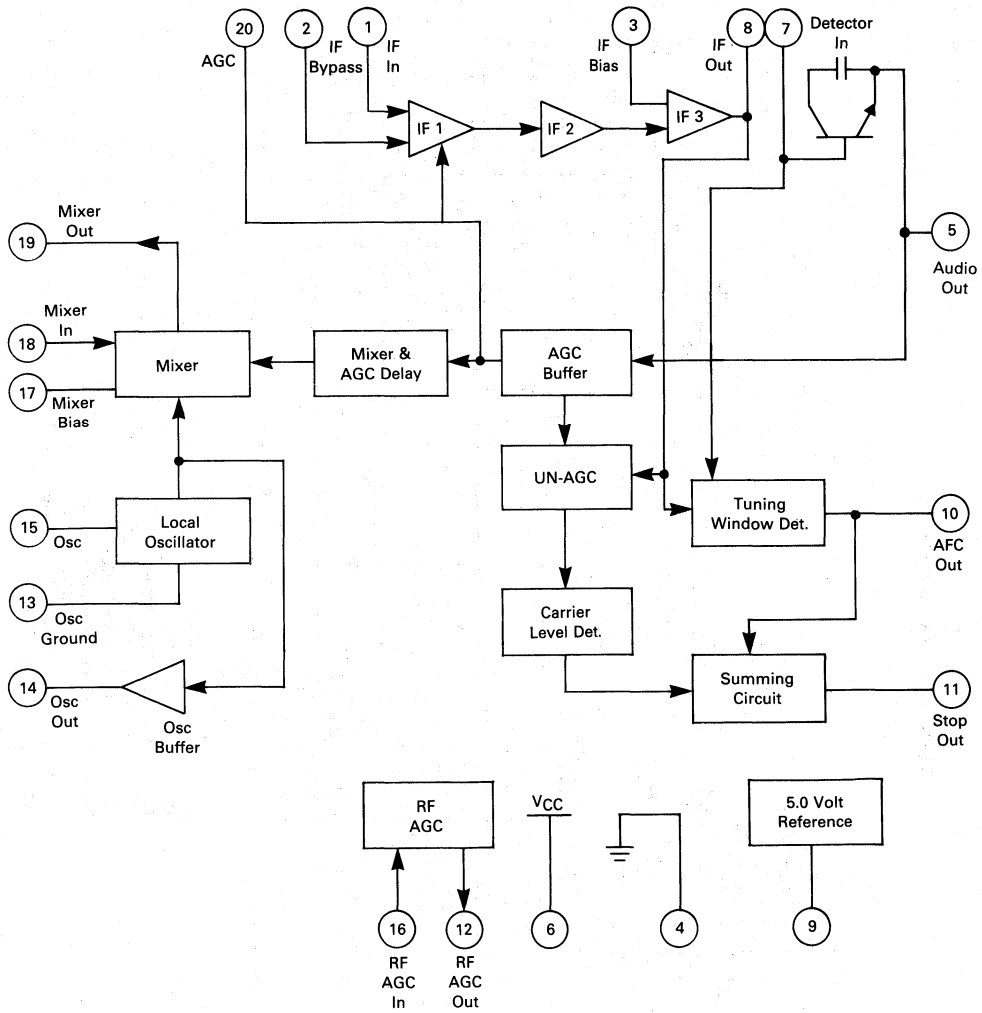 20
AGC
2
IF
Bypass
1
IF
In
3
IF
Bias
8
IF
Out
7
Detector
In
IF 1
IF 2
IF 3
19
Mixer
Out
5
Audio
Out
18
Mixer
In
17
Mixer
Bias
Mixer
Mixer &
AGC Delay
AGC
Buffer
UN-AGC
Tuning
Window Det.
10
AFC
Out
15
Osc
Local
Oscillator
13
Osc
Ground
Carrier
Level Det.
14
Osc
Out
Osc
Buffer
Summing
Circuit
11
Stop
Out
RF
AGC
VCC
5.0 Volt
Reference
16
RF
AGC
In
12
RF
AGC
Out
6
4
9